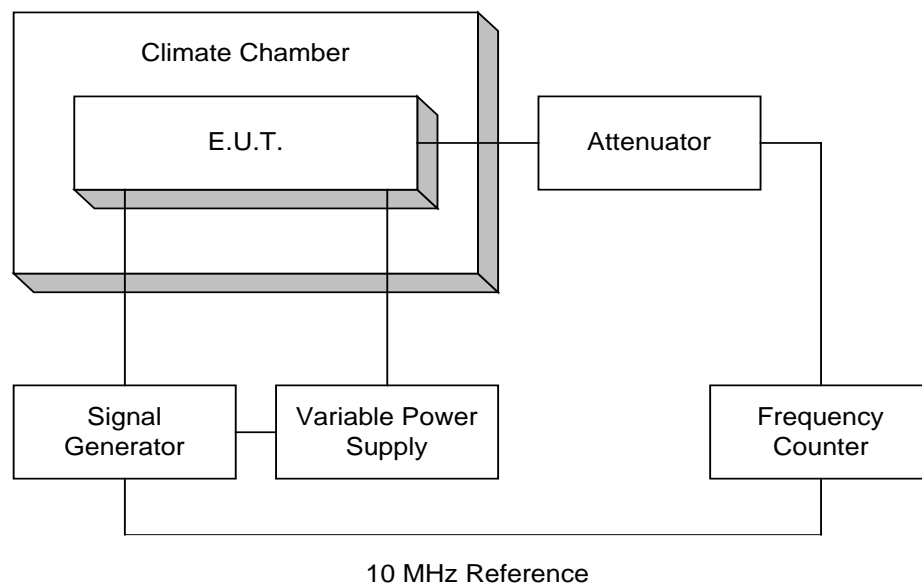 Climate Chamber
E.U.T.
Attenuator
Signal
Generator
Variable Power
Supply
Frequency
Counter
10 MHz Reference